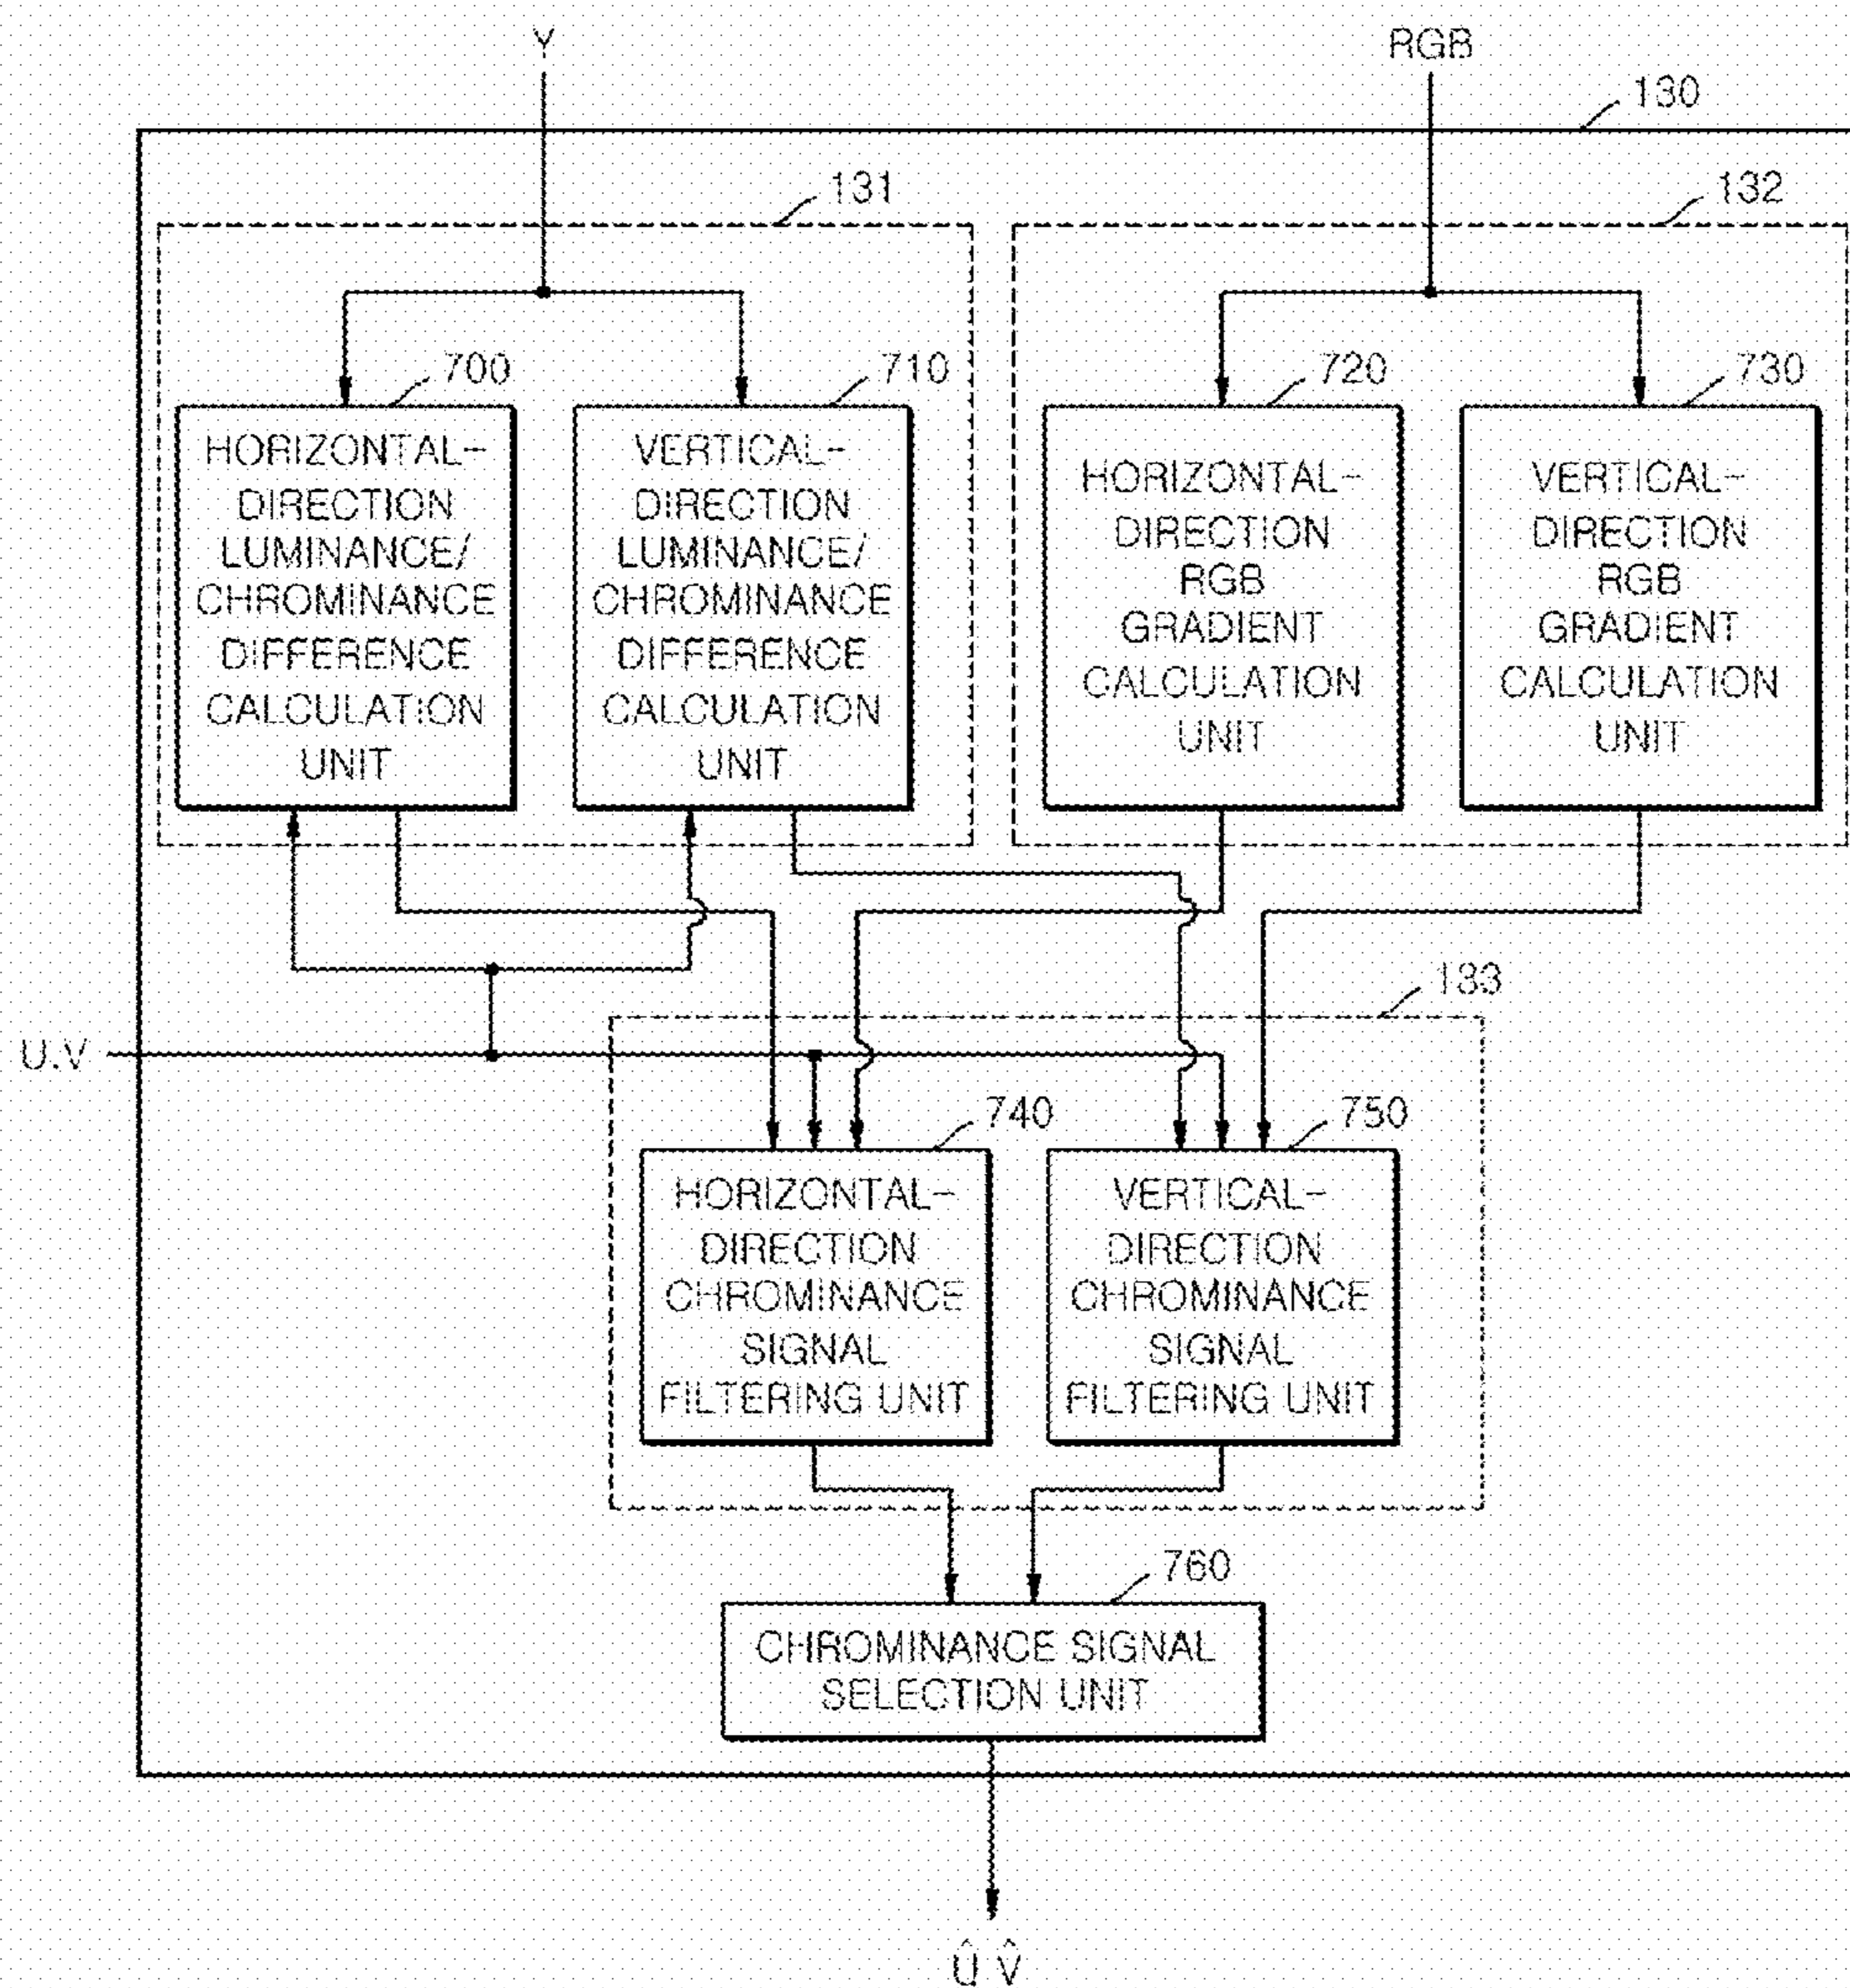 Y
RGB
130
131
132
700
710
720
730
HORIZONTAL-
DIRECTION
LUMINANCE/
CHROMINANCE
DIFFERENCE
CALCULATION
UNIT
VERTICAL-
DIRECTION
LUMINANCE/
CHROMINANCE
DIFFERENCE
CALCULATION
UNIT
HORIZONTAL-
DIRECTION
RGB
GRADIENT
CALCULATION
UNIT
VERTICAL-
DIRECTION
RGB
GRADIENT
CALCULATION
UNIT
133
U.V
740
750
HORIZONTAL-
DIRECTION
CHROMINANCE
SIGNAL
FILTERING UNIT
VERTICAL-
DIRECTION
CHROMINANCE
SIGNAL
FILTERING UNIT
760
CHROMINANCE SIGNAL
SELECTION UNIT
Û V̂